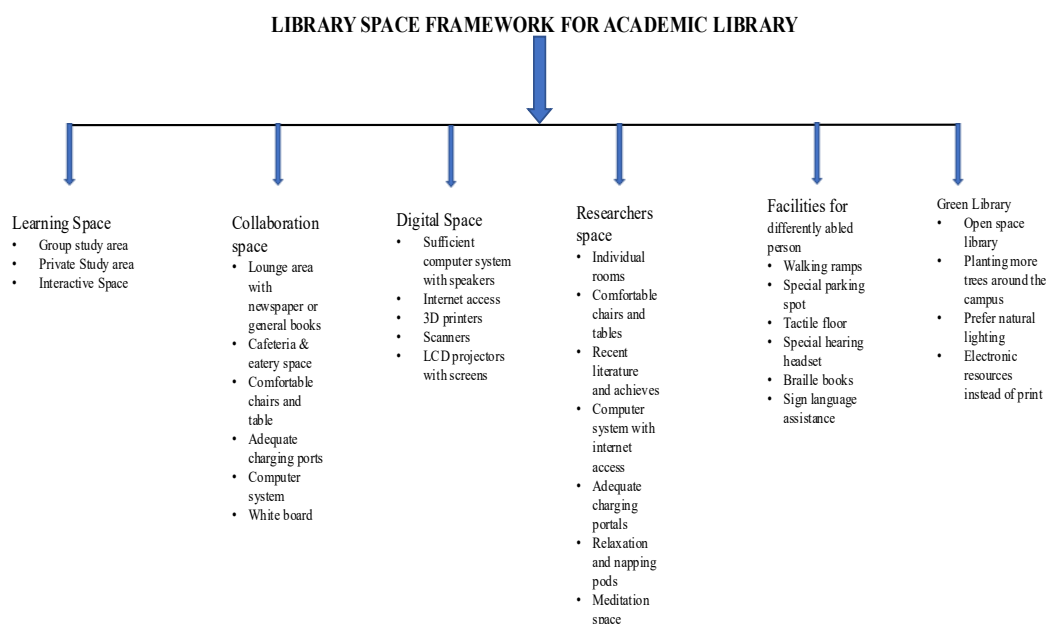 LIBRARY SPACE FRAMEWORK FOR ACADEMIC LIBRARY
Learning Space
• Group study area
• Private Study area
• Interactive Space
Collaboration
space
• Lounge area
with
newspaper or
general books
• Cafeteria &
eatery space
• Comfortable
chairs and
table
• Adequate
charging ports
• Computer
system
• White board
Digital Space
• Sufficient
computer system
with speakers
• Internet access
• 3D printers
• Scanners
• LCD projectors
with screens
Researchers
space
• Individual
rooms
• Comfortable
chairs and
tables
• Recent
literature
and achieves
• Computer
system with
internet
access
• Adequate
charging
portals
• Relaxation
and napping
pods
• Meditation
space
Facilities for
differently abled
person
• Walking ramps
• Special parking
spot
• Tactile floor
• Special hearing
headset
• Braille books
• Sign language
assistance
Green Library
• Open space
library
• Planting more
trees around the
campus
• Prefer natural
lighting
• Electronic
resources
instead of print